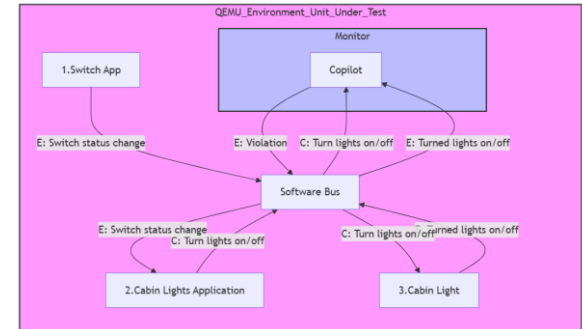 QEMU_Environment_Unit_Under_Test
Monitor
1.Switch App
Copilot
E: Switch status change
E: Violation
C: Turn lights on/off
E: Turned lights on/off
Software Bus
E: Switch status change
C: Turn lights on/off
C: Turn lights on/off
Turned lights on/off
2.Cabin Lights Application
3.Cabin Light